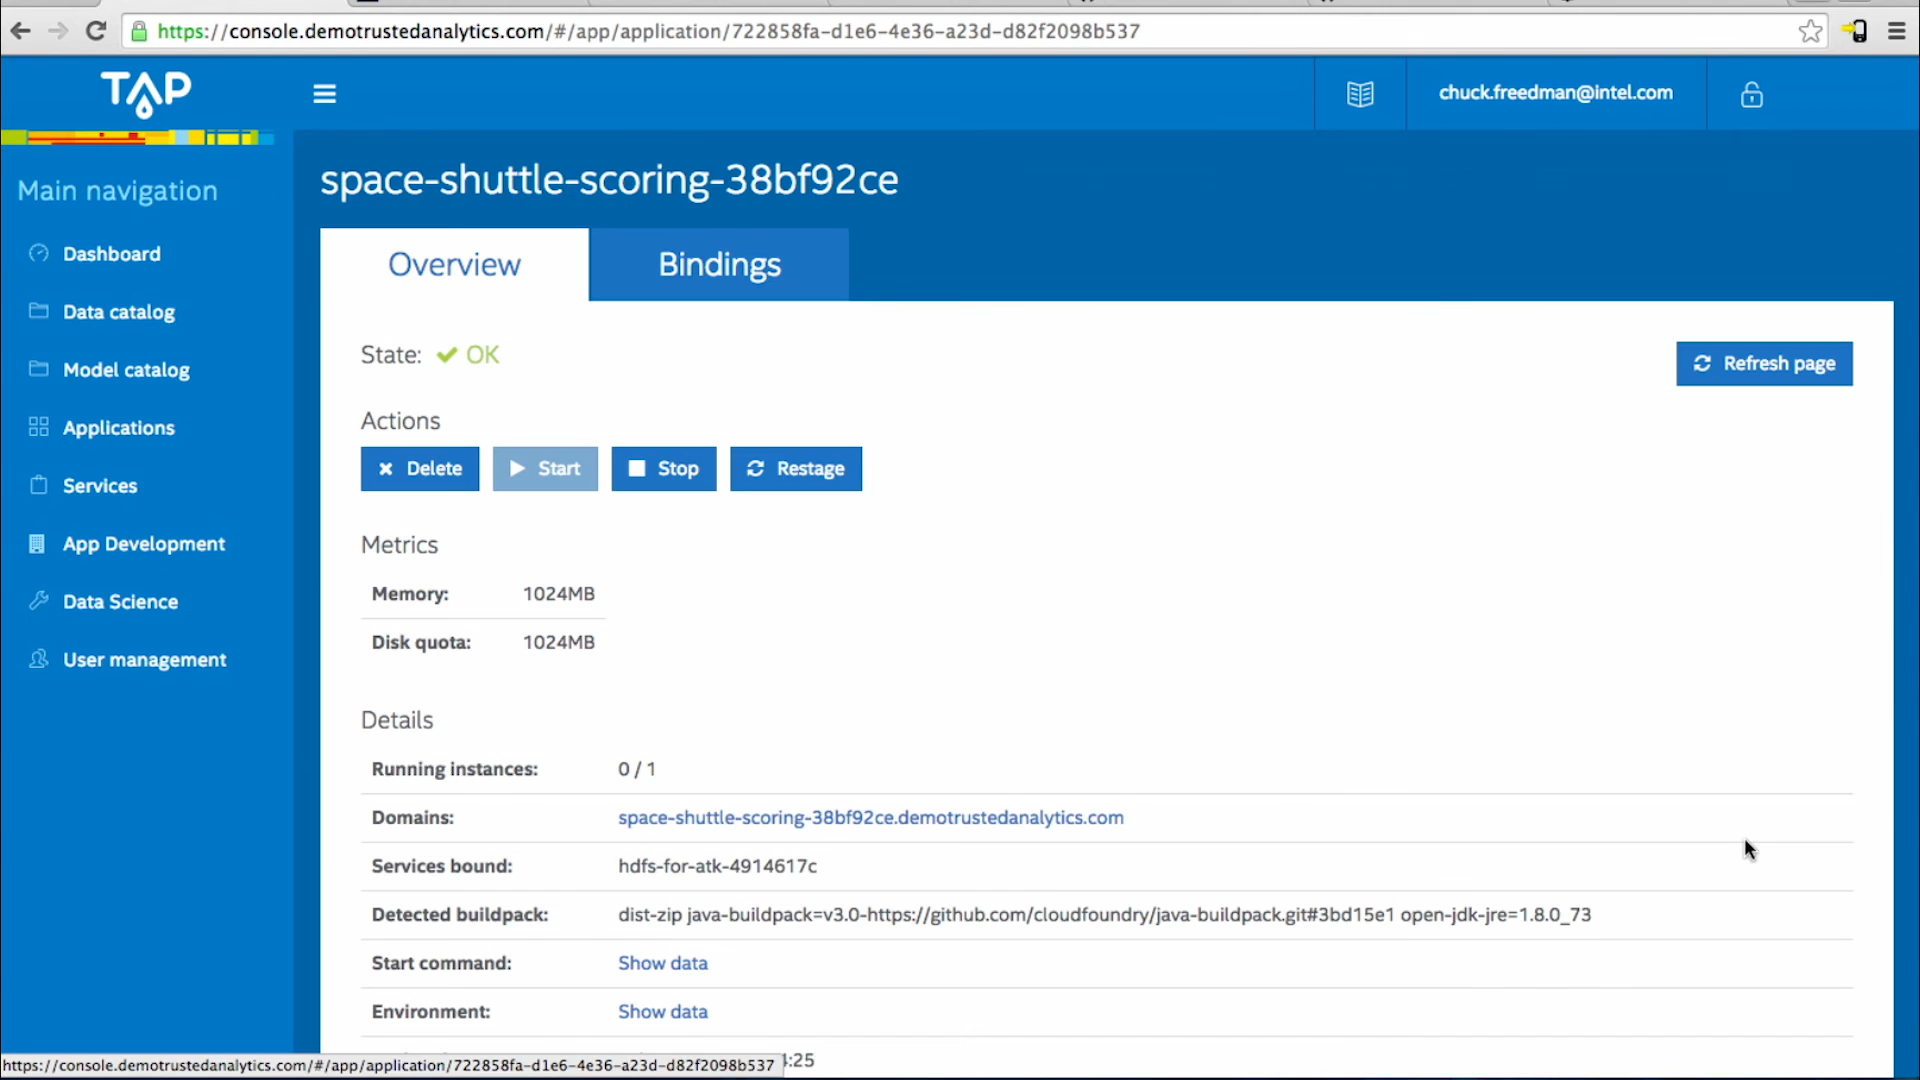 https://console.demotrustedanalytics.com/#/app/application/722858fa-d1e6-4e36-a23d-d82f2098b537
TAP
chuck.freedman@intel.com
Main navigation
Dashboard
Data catalog
Model catalog
Applications
Services
App Development
Data Science
User management
space-shuttle-scoring-38bf92ce
Overview Bindings
State: OK
Refresh page
Actions
Delete Start Stop Restage
Metrics
Memory: 1024MB
Disk quota: 1024MB
Details
Running instances: 0 / 1
Domains: space-shuttle-scoring-38bf92ce.demotrustedanalytics.com
Services bound: hdfs-for-atk-4914617c
Detected buildpack: dist-zip java-buildpack=v3.0-https://github.com/cloudfoundry/java-buildpack.git#3bd15e1 open-jdk-jre=1.8.0_73
Start command: Show data
Environment: Show data
https://console.demotrustedanalytics.com/#/app/application/722858fa-d1e6-4e36-a23d-d82f2098b537
:25